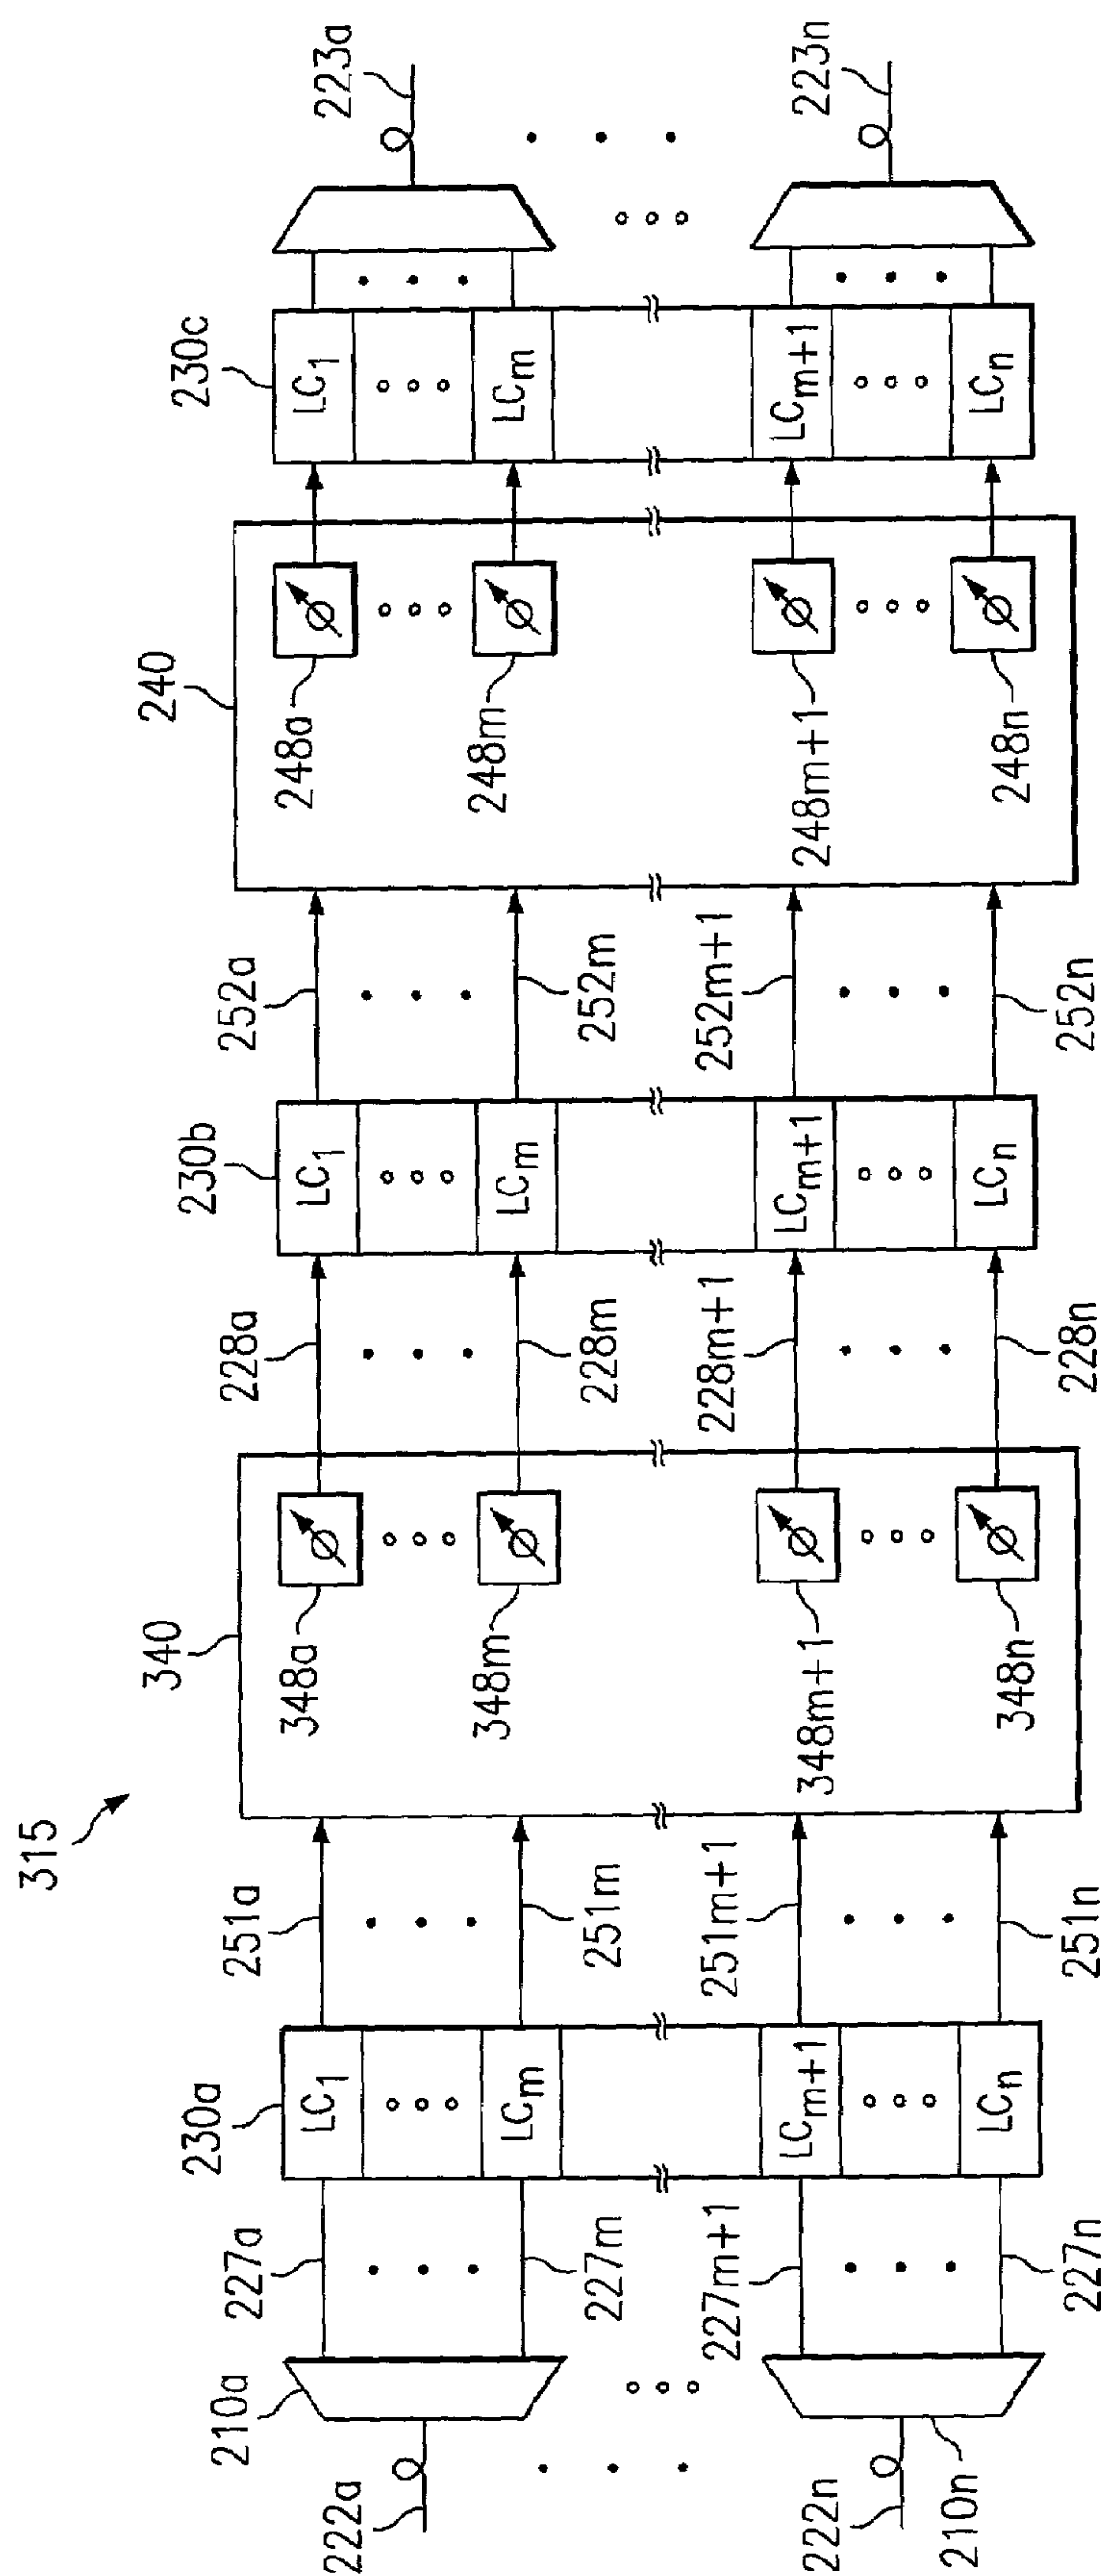 315
222a
222n
210a
210n
227a
227m
227m+1
227n
230a
LC1
LCm
LCm+1
LCn
251a
251m
251m+1
251n
340
348a
ø
348m
ø
348m+1
ø
348n
ø
228a
228m
228m+1
228n
230b
LC1
LCm
LCm+1
LCn
252a
252m
252m+1
252n
240
248a
ø
248m
ø
248m+1
ø
248n
ø
230c
LC1
LCm
LCm+1
LCn
223a
223n